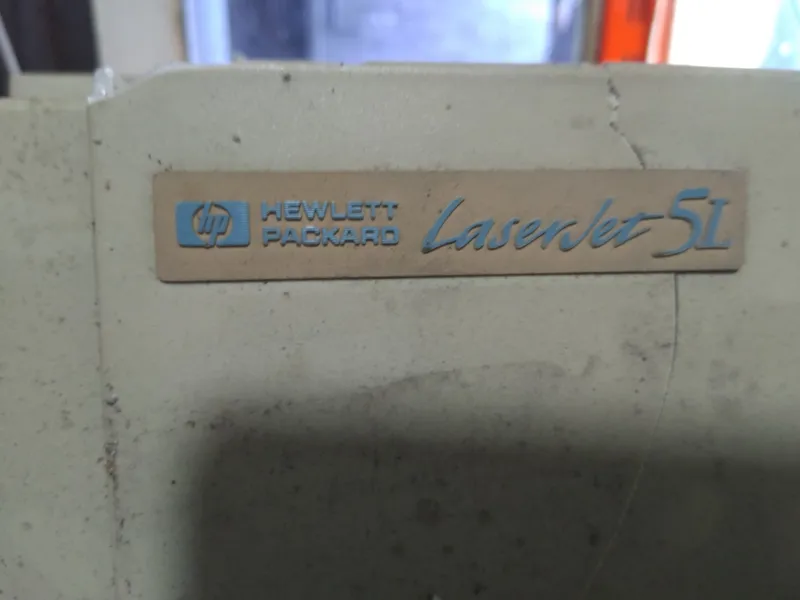 hp HEWLETT
PACKARD
LaserJet 5L